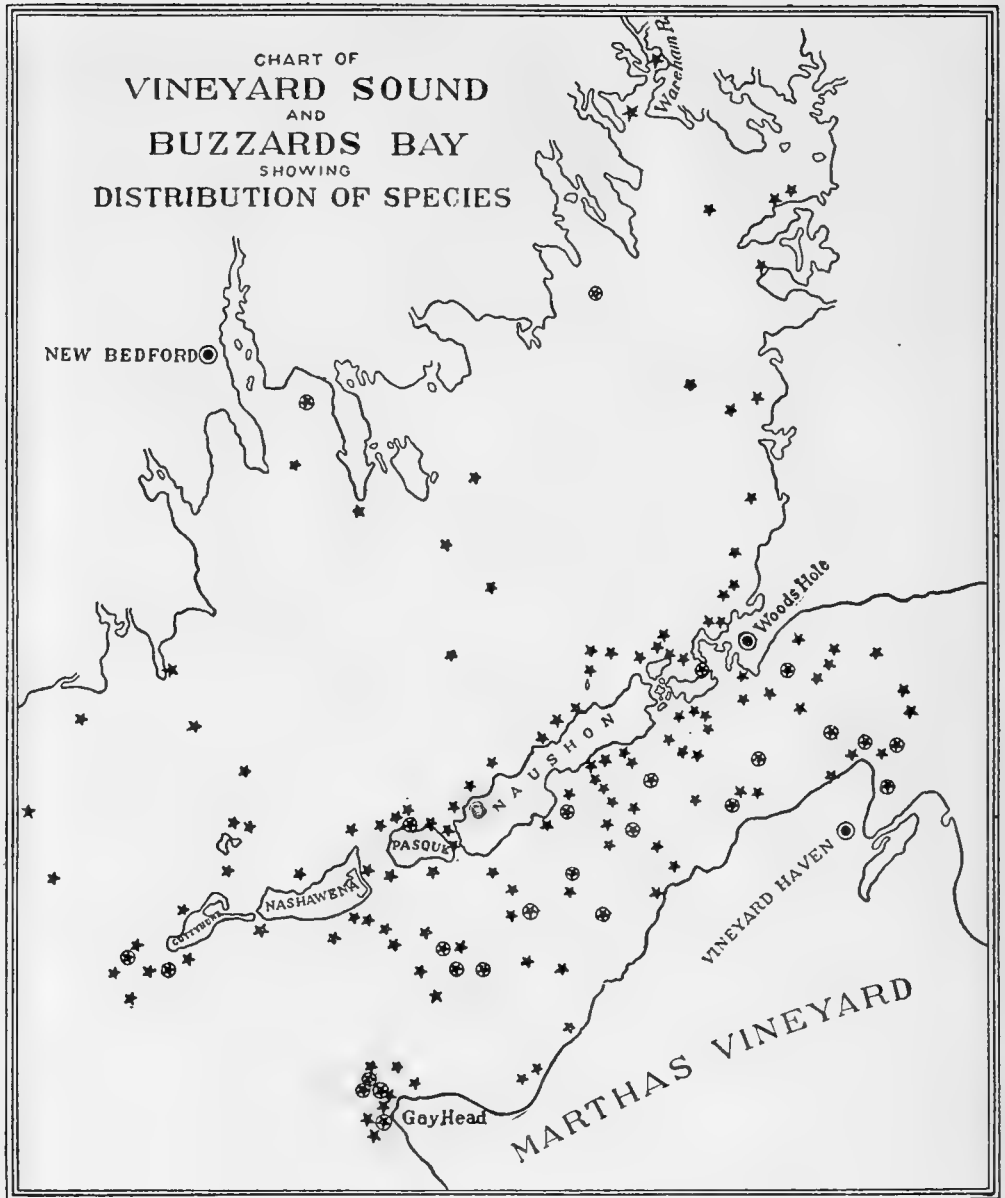 CHART OF
VINEYARD SOUND
AND
BUZZARDS BAY
SHOWING
DISTRIBUTION OF SPECIES
Wareham R.
NEW BEDFORD
Woods Hole
NAUSHON
PASQUE
NASHAWENA
CUTTYHUNK
VINEYARD HAVEN
MARTHAS VINEYARD
Gay Head